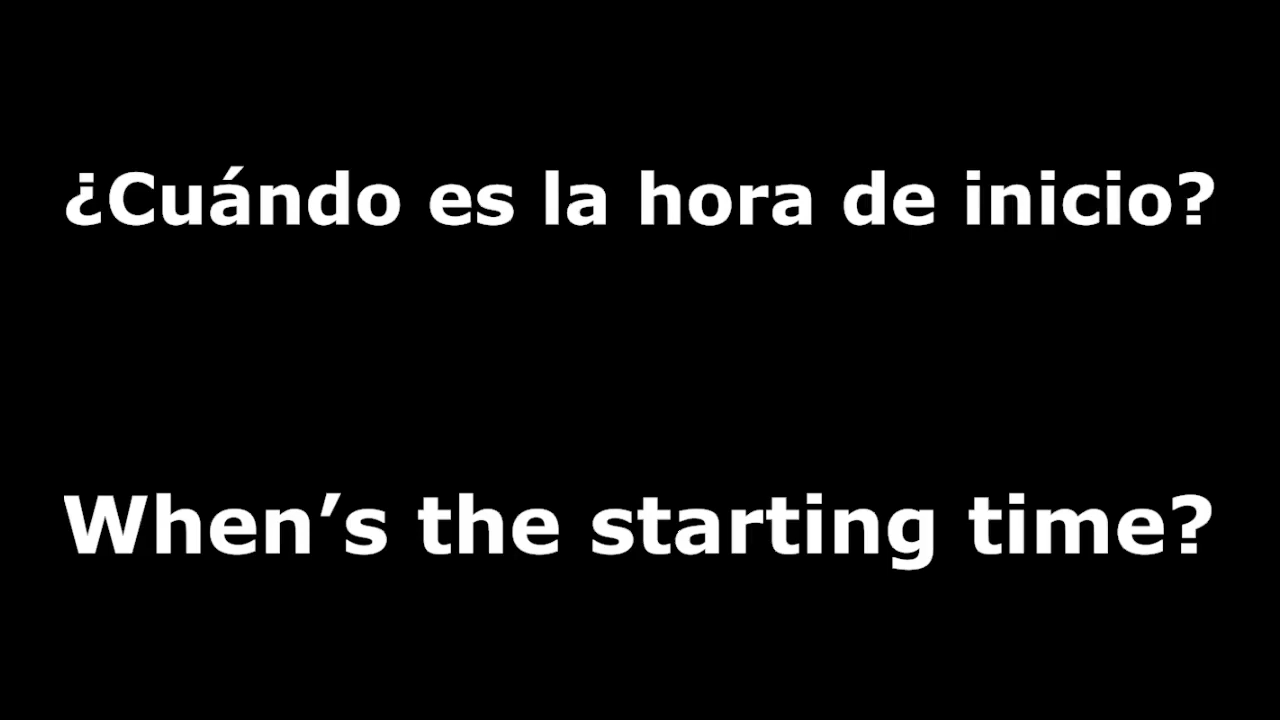 ¿Cuándo es la hora de inicio?
When’s the starting time?